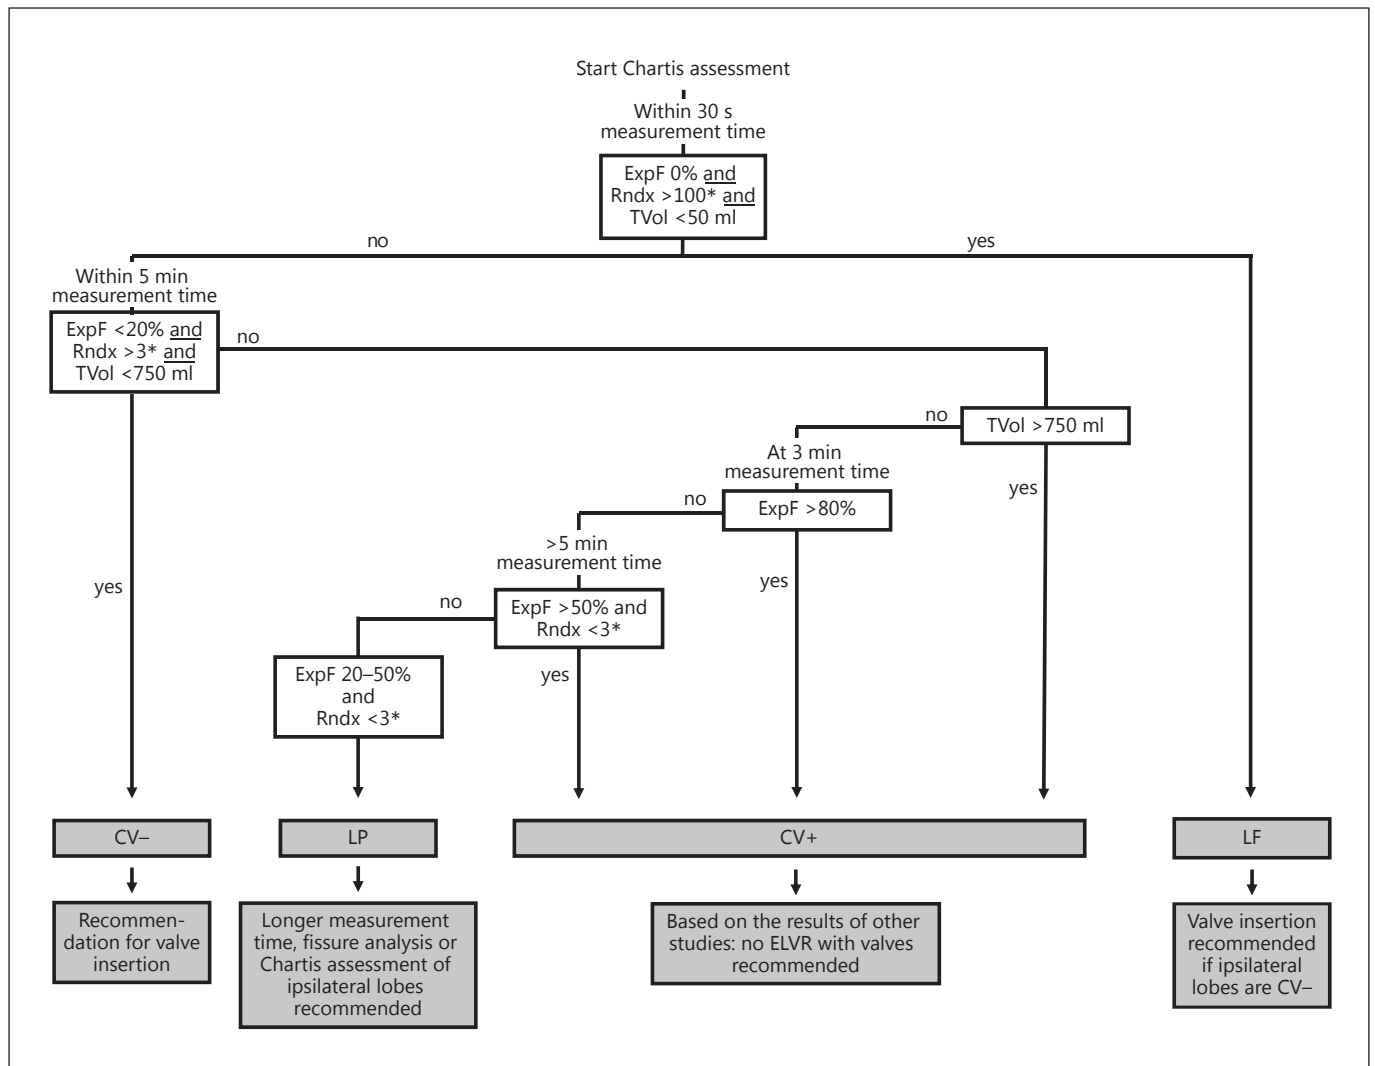 Start Chartis assessment
Within 30 s
measurement time
ExpF 0% and
Rndx >100* and
TVol <50 ml
no
yes
Within 5 min
measurement time
ExpF <20% and
Rndx >3* and
TVol <750 ml
no
TVol >750 ml
no
At 3 min
measurement time
yes
ExpF >80%
no
>5 min
measurement time
yes
yes
ExpF >50% and
Rndx <3*
no
ExpF 20–50%
and
Rndx <3*
yes
CV–
LP
CV+
LF
Recommen-
dation for valve
insertion
Longer measurement
time, fissure analysis or
Chartis assessment of
ipsilateral lobes
recommended
Based on the results of other
studies: no ELVR with valves
recommended
Valve insertion
recommended
if ipsilateral
lobes are CV–